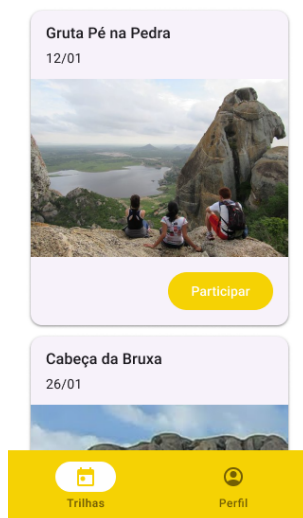 Gruta Pé na Pedra
12/01
Participar
Cabeça da Bruxa
26/01
Trilhas
Perfil